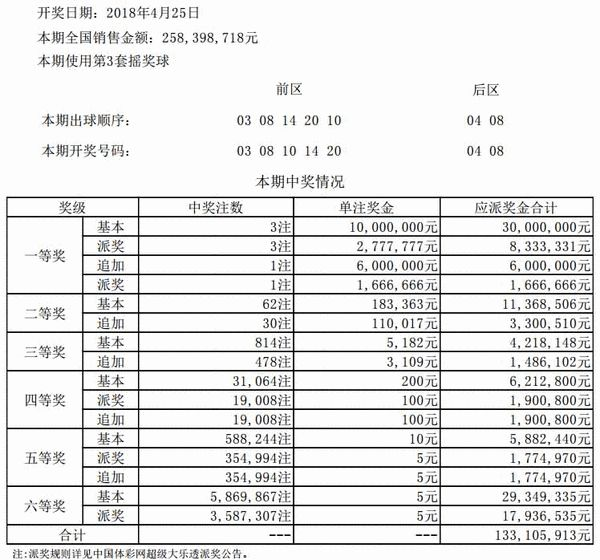 开奖日期：2018年4月25日
本期全国销售金额：258,398,718元
本期使用第3套摇奖球
前区 后区
本期出球顺序： 03 08 14 20 10 04 08
本期开奖号码： 03 08 10 14 20 04 08
本期中奖情况
奖级 中奖注数 单注奖金 应派奖金合计
一等奖 基本 3注 10,000,000元 30,000,000元
派奖 3注 2,777,777元 8,333,331元
追加 1注 6,000,000元 6,000,000元
派奖 1注 1,666,666元 1,666,666元
二等奖 基本 62注 183,363元 11,368,506元
追加 30注 110,017元 3,300,510元
三等奖 基本 814注 5,182元 4,218,148元
追加 478注 3,109元 1,486,102元
四等奖 基本 31,064注 200元 6,212,800元
派奖 19,008注 100元 1,900,800元
追加 19,008注 100元 1,900,800元
五等奖 基本 588,244注 10元 5,882,440元
派奖 354,994注 5元 1,774,970元
追加 354,994注 5元 1,774,970元
六等奖 基本 5,869,867注 5元 29,349,335元
派奖 3,587,307注 5元 17,936,535元
合计 --- --- 133,105,913元
注:派奖规则详见中国体彩网超级大乐透派奖公告。